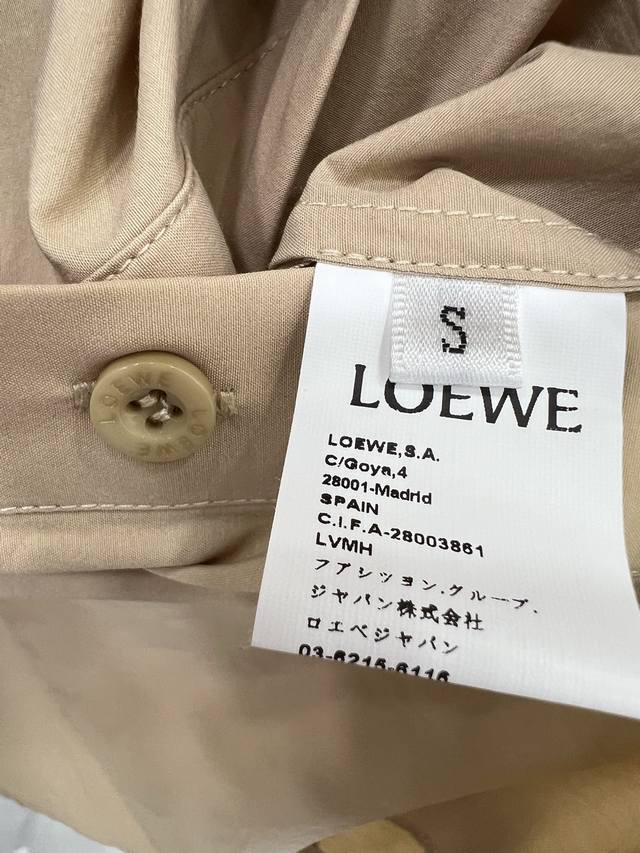 LOEWE
LOEWE
S
LOEWE
LOEWE,S.A.
C/Goya,4
28001-Madrid
SPAIN
C.I.F.A-28003861
LVMH
ファシッション.グループ.
ジャパン株式会社
ロエベジャパン
03-6215-6116